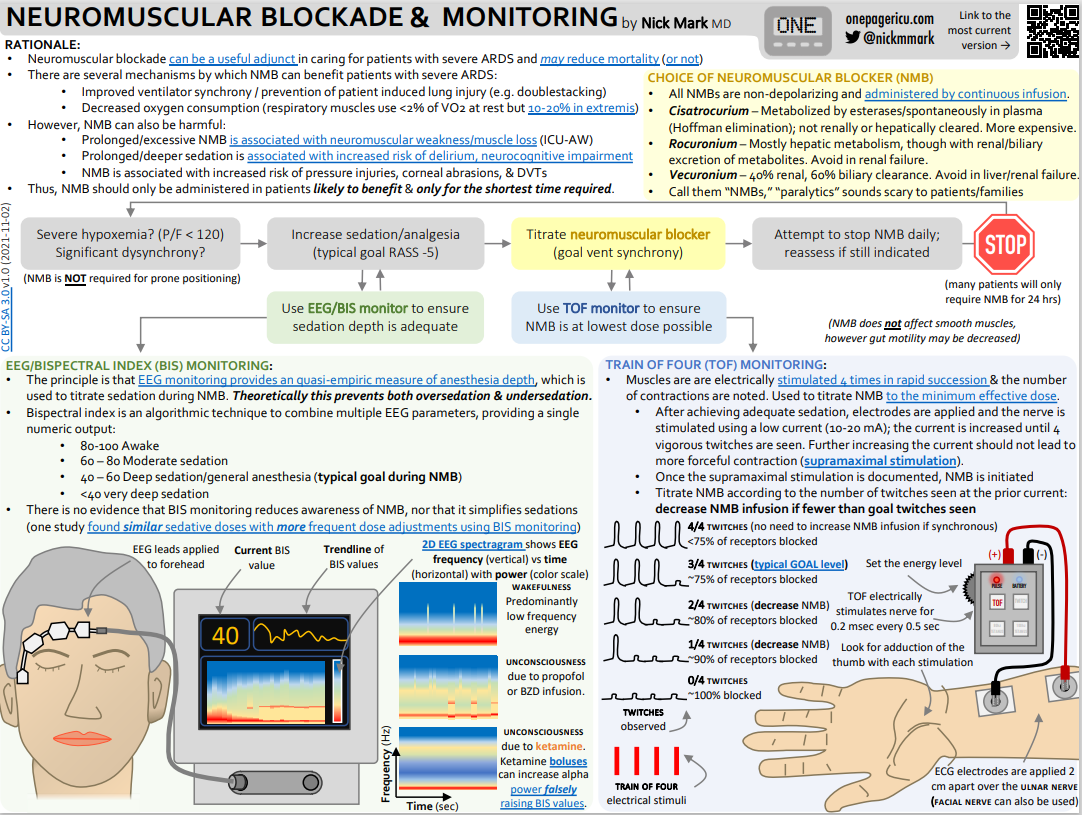 NEUROMUSCULAR BLOCKADE & MONITORING by Nick Mark MD
ONE
onepagericu.com
@nickmmark
Link to the
most current
version →
RATIONALE:
• Neuromuscular blockade can be a useful adjunct in caring for patients with severe ARDS and may reduce mortality (or not)
• There are several mechanisms by which NMB can benefit patients with severe ARDS:
• Improved ventilator synchrony / prevention of patient induced lung injury (e.g. doublestacking)
• Decreased oxygen consumption (respiratory muscles use <2% of VO2 at rest but 10-20% in extremis)
• However, NMB can also be harmful:
• Prolonged/excessive NMB is associated with neuromuscular weakness/muscle loss (ICU-AW)
• Prolonged/deeper sedation is associated with increased risk of delirium, neurocognitive impairment
• NMB is associated with increased risk of pressure injuries, corneal abrasions, & DVTs
• Thus, NMB should only be administered in patients likely to benefit & only for the shortest time required.
CHOICE OF NEUROMUSCULAR BLOCKER (NMB)
• All NMBs are non-depolarizing and administered by continuous infusion.
• Cisatrocurium – Metabolized by esterases/spontaneously in plasma
(Hoffman elimination); not renally or hepatically cleared. More expensive.
• Rocuronium – Mostly hepatic metabolism, though with renal/biliary
excretion of metabolites. Avoid in renal failure.
• Vecuronium – 40% renal, 60% biliary clearance. Avoid in liver/renal failure.
• Call them “NMBs,” “paralytics” sounds scary to patients/families
CC BY-SA 3.0 v1.0 (2021-11-02)
Severe hypoxemia? (P/F < 120)
Significant dysynchrony?
(NMB is NOT required for prone positioning)
Increase sedation/analgesia
(typical goal RASS -5)
Titrate neuromuscular blocker
(goal vent synchrony)
Attempt to stop NMB daily;
reassess if still indicated
STOP
(many patients will only
require NMB for 24 hrs)
Use EEG/BIS monitor to ensure
sedation depth is adequate
Use TOF monitor to ensure
NMB is at lowest dose possible
(NMB does not affect smooth muscles,
however gut motility may be decreased)
EEG/BISPECTRAL INDEX (BIS) MONITORING:
• The principle is that EEG monitoring provides an quasi-empiric measure of anesthesia depth, which is
used to titrate sedation during NMB. Theoretically this prevents both oversedation & undersedation.
• Bispectral index is an algorithmic technique to combine multiple EEG parameters, providing a single
numeric output:
• 80-100 Awake
• 60 – 80 Moderate sedation
• 40 – 60 Deep sedation/general anesthesia (typical goal during NMB)
• <40 very deep sedation
• There is no evidence that BIS monitoring reduces awareness of NMB, nor that it simplifies sedations
(one study found similar sedative doses with more frequent dose adjustments using BIS monitoring)
EEG leads applied
to forehead
Current BIS
value
Trendline of
BIS values
2D EEG spectragram shows EEG
frequency (vertical) vs time
(horizontal) with power (color scale)
40
WAKEFULNESS
Predominantly
low frequency
energy
UNCONSCIOUSNESS
due to propofol
or BZD infusion.
UNCONSCIOUSNESS
due to ketamine.
Ketamine boluses
can increase alpha
power falsely
raising BIS values.
Frequency (Hz)
Time (sec)
TRAIN OF FOUR (TOF) MONITORING:
• Muscles are are electrically stimulated 4 times in rapid succession & the number
of contractions are noted. Used to titrate NMB to the minimum effective dose.
• After achieving adequate sedation, electrodes are applied and the nerve is
stimulated using a low current (10-20 mA); the current is increased until 4
vigorous twitches are seen. Further increasing the current should not lead to
more forceful contraction (supramaximal stimulation).
• Once the supramaximal stimulation is documented, NMB is initiated
• Titrate NMB according to the number of twitches seen at the prior current:
decrease NMB infusion if fewer than goal twitches seen
4/4 TWITCHES (no need to increase NMB infusion if synchronous)
<75% of receptors blocked
3/4 TWITCHES (typical GOAL level)
~75% of receptors blocked
2/4 TWITCHES (decrease NMB)
~80% of receptors blocked
1/4 TWITCHES (decrease NMB)
~90% of receptors blocked
0/4 TWITCHES
~100% blocked
TWITCHES
observed
TRAIN OF FOUR
electrical stimuli
Set the energy level
(+)
(-)
TOF
TOF electrically
stimulates nerve for
0.2 msec every 0.5 sec
Look for adduction of the
thumb with each stimulation
ECG electrodes are applied 2
cm apart over the ULNAR NERVE
(FACIAL NERVE can also be used)